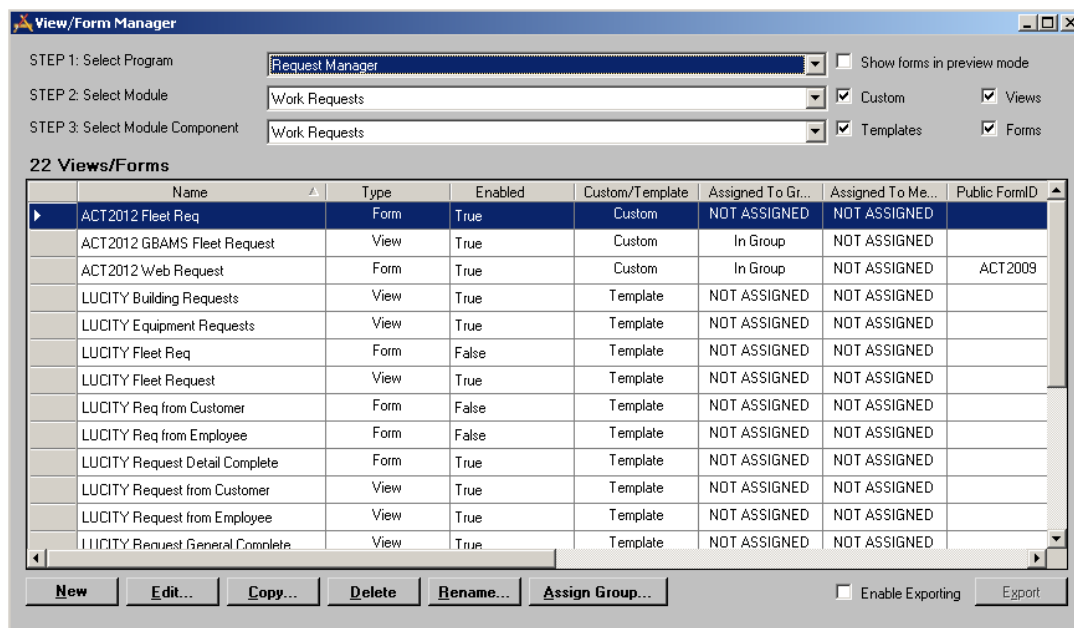 View/Form Manager
STEP 1: Select Program Request Manager Show forms in preview mode
STEP 2: Select Module Work Requests Custom Views
STEP 3: Select Module Component Work Requests Templates Forms
22 Views/Forms
Name Type Enabled Custom/Template Assigned To Gr... Assigned To Me... Public FormID
ACT2012 Fleet Req Form True Custom NOT ASSIGNED NOT ASSIGNED
ACT2012 GBAMS Fleet Request View True Custom In Group NOT ASSIGNED
ACT2012 Web Request Form True Custom In Group NOT ASSIGNED ACT2009
LUCITY Building Requests View True Template NOT ASSIGNED NOT ASSIGNED
LUCITY Equipment Requests View True Template NOT ASSIGNED NOT ASSIGNED
LUCITY Fleet Req Form False Template NOT ASSIGNED NOT ASSIGNED
LUCITY Fleet Request View True Template NOT ASSIGNED NOT ASSIGNED
LUCITY Req from Customer Form False Template NOT ASSIGNED NOT ASSIGNED
LUCITY Req from Employee Form False Template NOT ASSIGNED NOT ASSIGNED
LUCITY Request Detail Complete Form True Template NOT ASSIGNED NOT ASSIGNED
LUCITY Request from Customer View True Template NOT ASSIGNED NOT ASSIGNED
LUCITY Request from Employee View True Template NOT ASSIGNED NOT ASSIGNED
LUCITY Request General Complete View True Template NOT ASSIGNED NOT ASSIGNED
New Edit... Copy... Delete Rename... Assign Group... Enable Exporting Export